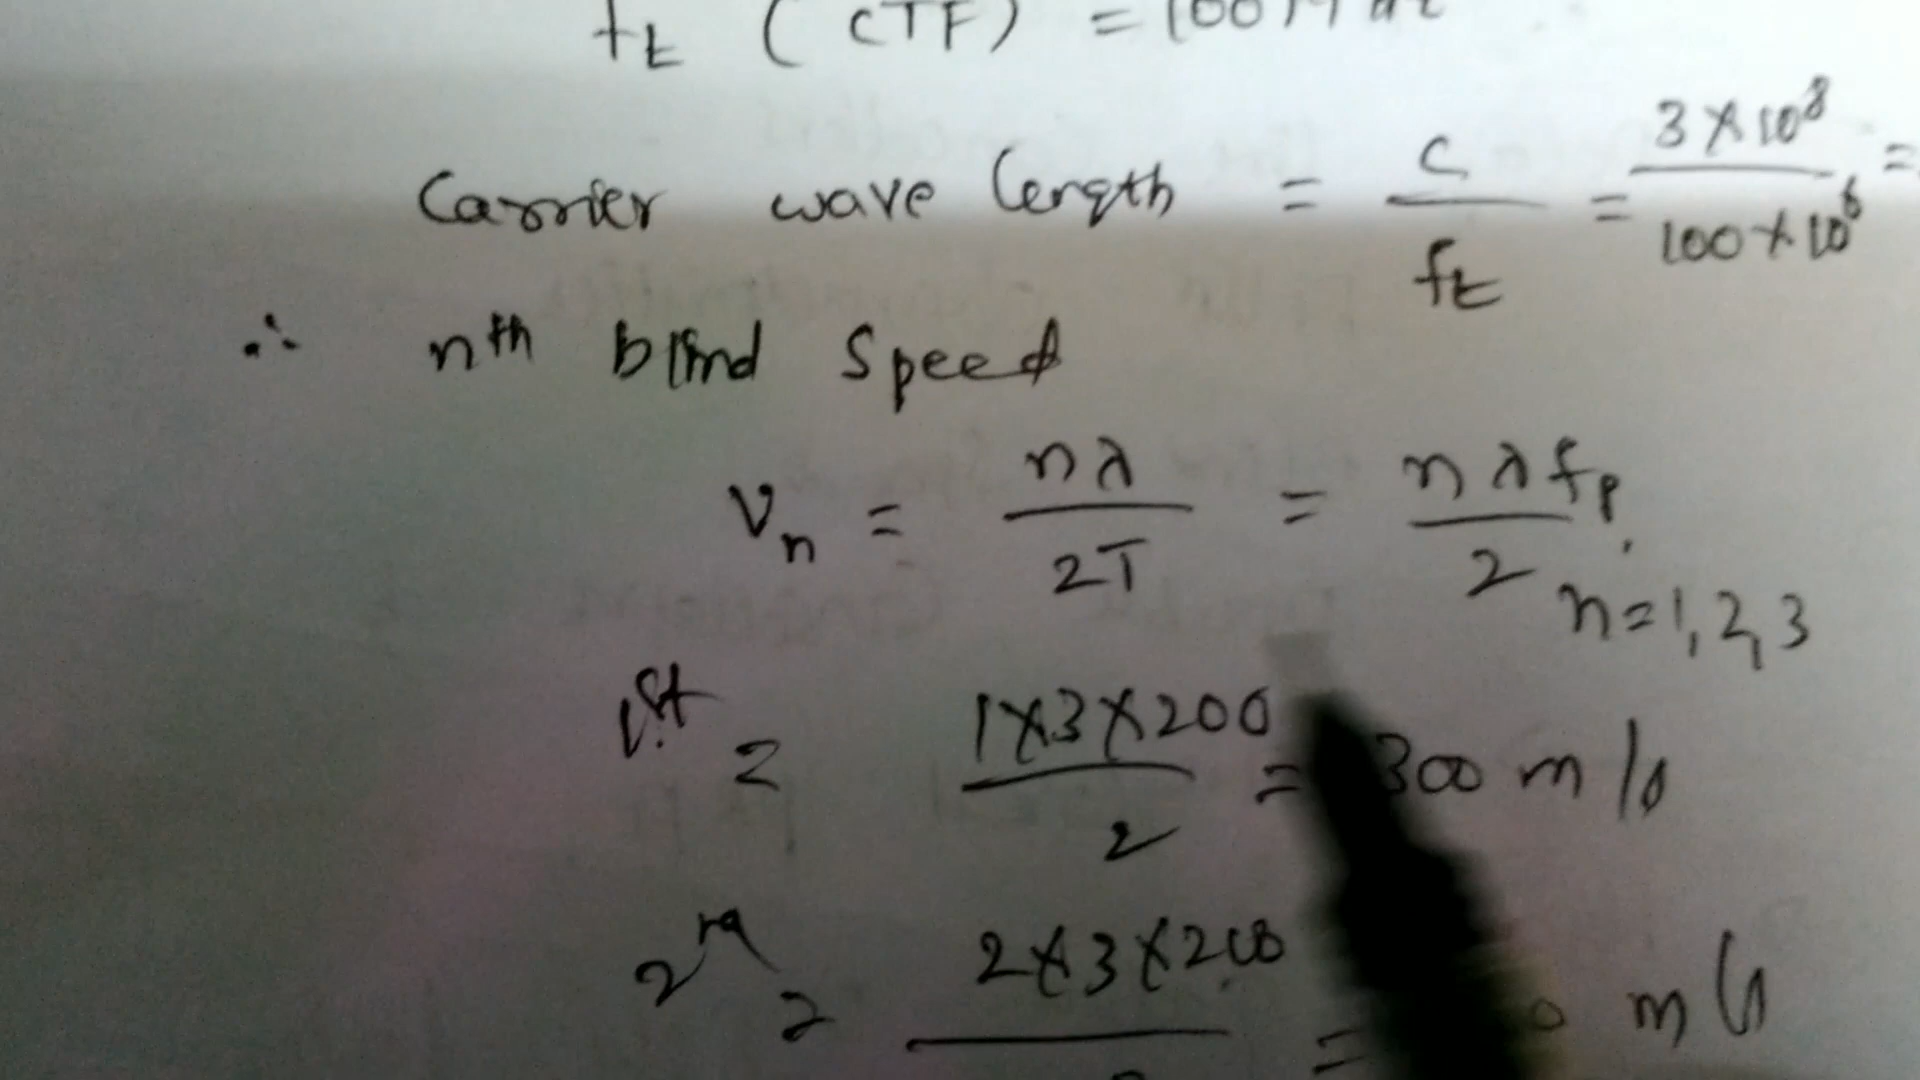 ft (CTF) = 100 M
Carrier wave length = c / ft = 3 × 10^8 / 100 × 10^6 =
∴ nth blind speed
Vn = nλ / 2T = nλfp / 2
n=1,2,3
1st = 1×3×200 / 2 = 300 m/s
2nd = 2×3×200 / = m/s